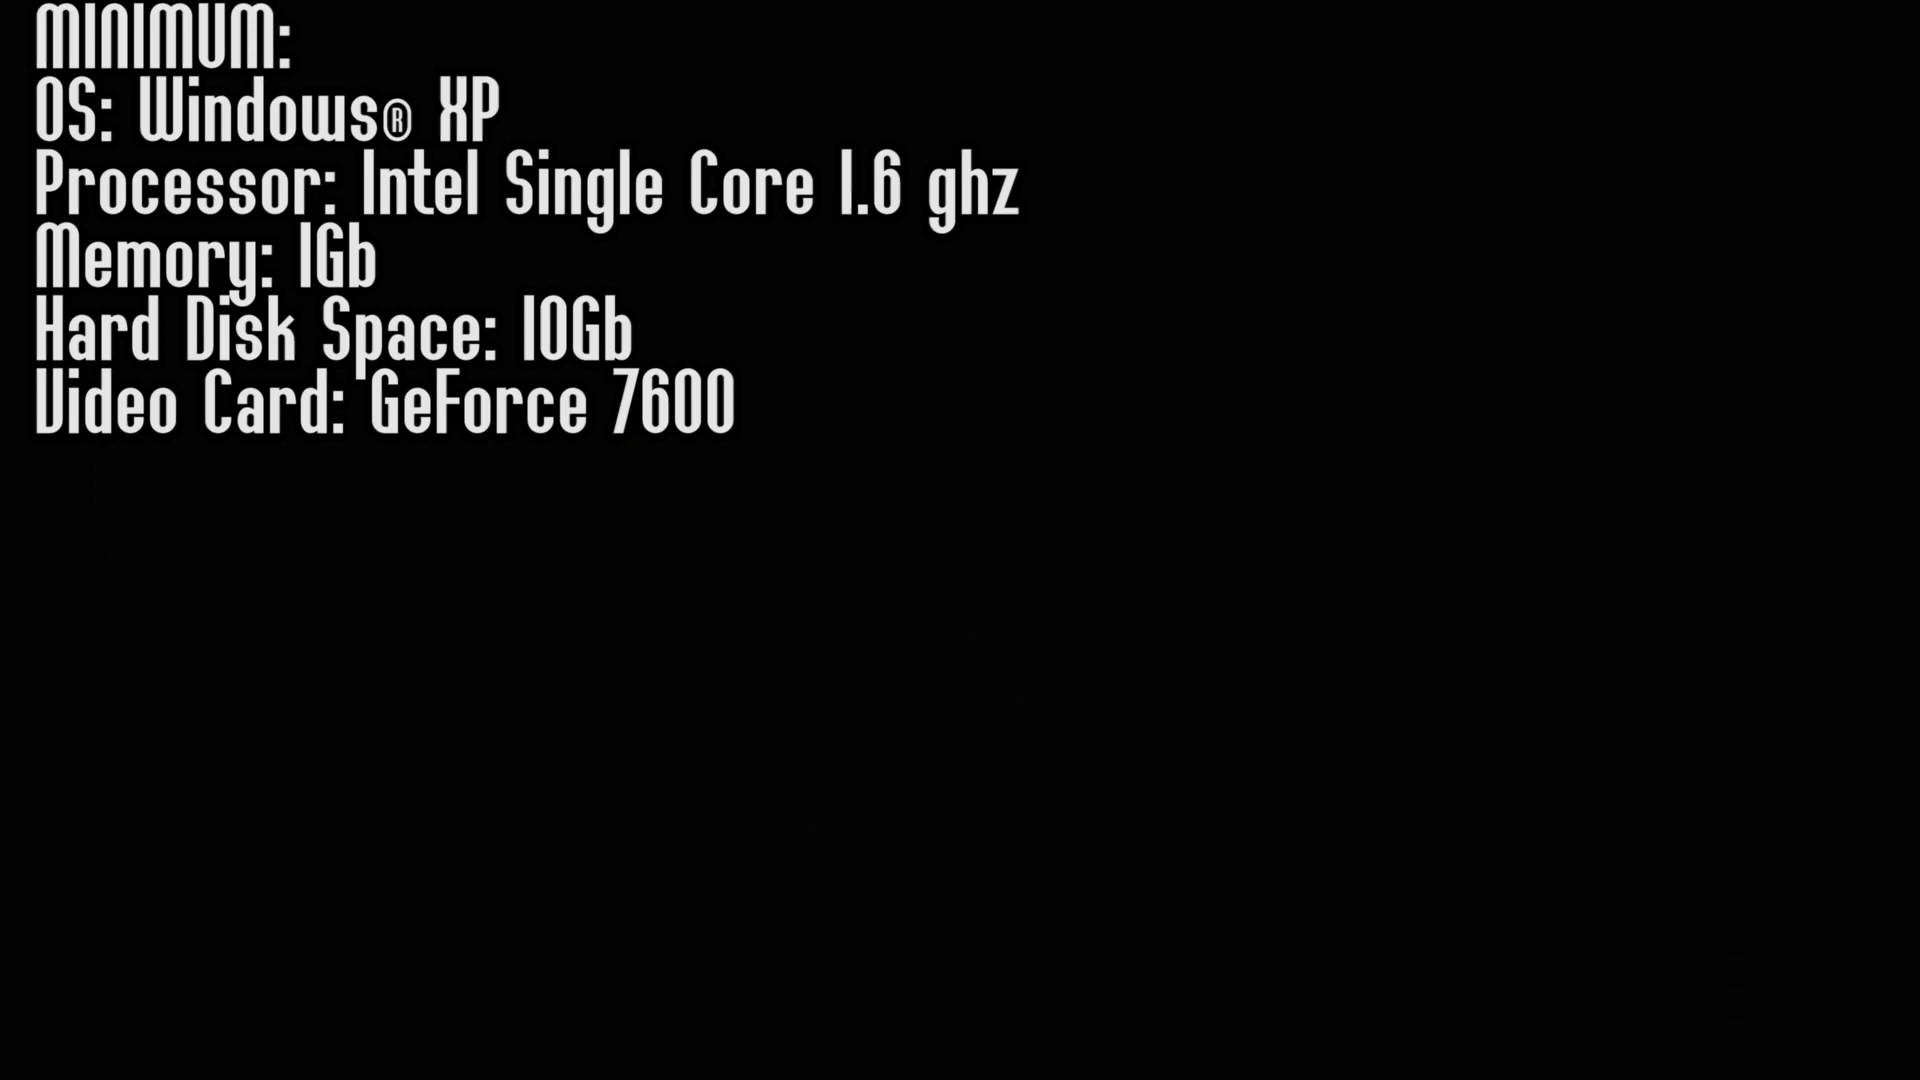 MINIMUM:
OS: Windows® XP
Processor: Intel Single Core 1.6 ghz
Memory: 1Gb
Hard Disk Space: 10Gb
Video Card: GeForce 7600